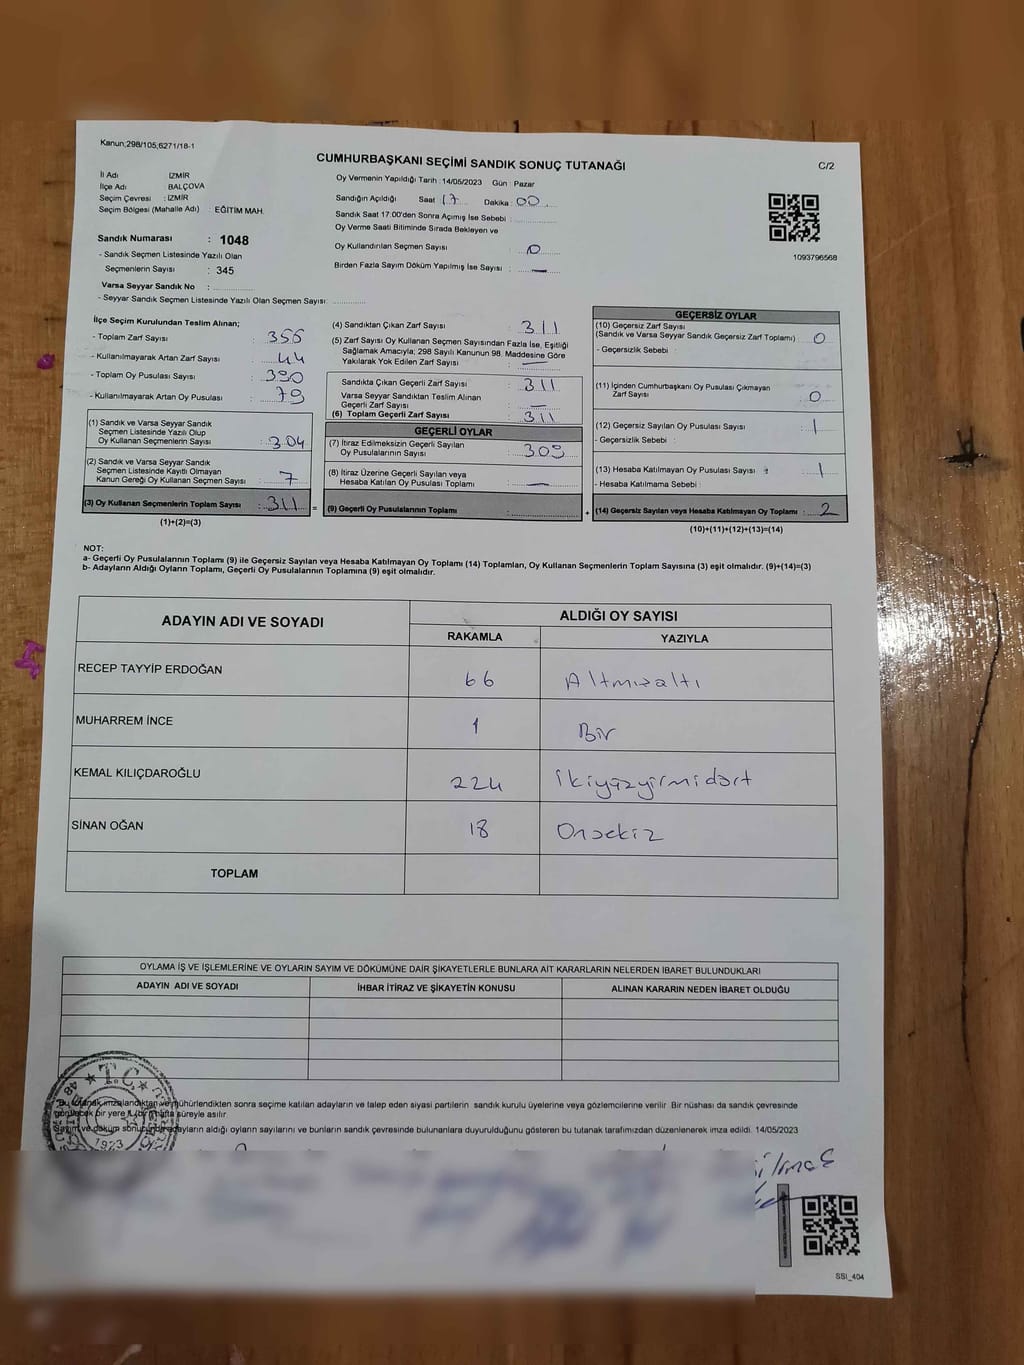 Kanun;298/105;6271/18-1
CUMHURBAŞKANI SEÇİMİ SANDIK SONUÇ TUTANAĞI
C/2
İl Adı İZMİR
İlçe Adı BALÇOVA
Seçim Çevresi : İZMİR
Seçim Bölgesi (Mahalle Adı) : EĞİTİM MAH.
Sandık Numarası : 1048
- Sandık Seçmen Listesinde Yazılı Olan
Seçmenlerin Sayısı : 345
Varsa Seyyar Sandık No :
- Seyyar Sandık Seçmen Listesinde Yazılı Olan Seçmen Sayısı:
Oy Vermenin Yapıldığı Tarih : 14/05/2023 Gün : Pazar
Sandığın Açıldığı Saat : 17 Dakika : 00
Sandık Saat 17:00'den Sonra Açımış İse Sebebi :
Oy Verme Saati Bitiminde Sırada Bekleyen ve
Oy Kullandırılan Seçmen Sayısı : 0
Birden Fazla Sayım Döküm Yapılmış İse Sayısı : —
1093796568
İlçe Seçim Kurulundan Teslim Alınan;
- Toplam Zarf Sayısı : 355
- Kullanılmayarak Artan Zarf Sayısı : 44
- Toplam Oy Pusulası Sayısı : 390
- Kullanılmayarak Artan Oy Pusulası : 79
(1) Sandık ve Varsa Seyyar Sandık
Seçmen Listesinde Yazılı Olup
Oy Kullanan Seçmenlerin Sayısı : 304
(2) Sandık ve Varsa Seyyar Sandık
Seçmen Listesinde Kayıtlı Olmayan
Kanun Gereği Oy Kullanan Seçmen Sayısı : 7
(3) Oy Kullanan Seçmenlerin Toplam Sayısı : 311 =
(1)+(2)=(3)
(4) Sandıktan Çıkan Zarf Sayısı : 311
(5) Zarf Sayısı Oy Kullanan Seçmen Sayısından Fazla İse, Eşitliği
Sağlamak Amacıyla; 298 Sayılı Kanunun 98. Maddesine Göre
Yakılarak Yok Edilen Zarf Sayısı : —
Sandıkta Çıkan Geçerli Zarf Sayısı : 311
Varsa Seyyar Sandıktan Teslim Alınan
Geçerli Zarf Sayısı : —
(6) Toplam Geçerli Zarf Sayısı : 311
GEÇERLİ OYLAR
(7) İtiraz Edilmeksizin Geçerli Sayılan
Oy Pusulalarının Sayısı : 309
(8) İtiraz Üzerine Geçerli Sayılan veya
Hesaba Katılan Oy Pusulası Toplamı : —
(9) Geçerli Oy Pusulalarının Toplamı : +
GEÇERSİZ OYLAR
(10) Geçersiz Zarf Sayısı
(Sandık ve Varsa Seyyar Sandık Geçersiz Zarf Toplamı) : 0
- Geçersizlik Sebebi :
(11) İçinden Cumhurbaşkanı Oy Pusulası Çıkmayan
Zarf Sayısı : 0
(12) Geçersiz Oy Pusulası Sayısı : 1
- Geçersizlik Sebebi :
(13) Hesaba Katılmayan Oy Pusulası Sayısı : 1
- Hesaba Katılmama Sebebi :
(14) Geçersiz Sayılan veya Hesaba Katılmayan Oy Toplamı : 2
(10)+(11)+(12)+(13)=(14)
NOT:
a- Geçerli Oy Pusulalarının Toplamı (9) ile Geçersiz Sayılan veya Hesaba Katılmayan Oy Toplamı (14) Toplamları, Oy Kullanan Seçmenlerin Toplam Sayısına (3) eşit olmalıdır. (9)+(14)=(3)
b- Adayların Aldığı Oyların Toplamı, Geçerli Oy Pusulalarının Toplamına (9) eşit olmalıdır.
ADAYIN ADI VE SOYADI
ALDIĞI OY SAYISI
RAKAMLA YAZIYLA
RECEP TAYYİP ERDOĞAN 66 Altmışaltı
MUHARREM İNCE 1 Bir
KEMAL KILIÇDAROĞLU 224 İkiyüzyirmidört
SİNAN OĞAN 18 Onsekiz
TOPLAM
OYLAMA İŞ VE İŞLEMLERİNE VE OYLARIN SAYIM VE DÖKÜMÜNE DAİR ŞİKAYETLERLE BUNLARA AİT KARARLARIN NELERDEN İBARET BULUNDUKLARI
ADAYIN ADI VE SOYADI İHBAR İTİRAZ VE ŞİKAYETİN KONUSU ALINAN KARARIN NEDEN İBARET OLDUĞU
Bu tutanak imzalandıktan ve mühürlendikten sonra seçime katılan adayların ve talep eden siyasi partilerin sandık kurulu üyelerine veya gözlemcilerine verilir. Bir nüshası da sandık çevresinde
görülecek bir yere bir hafta süreyle asılır.
Sayım ve döküm sonunda adayların aldığı oyların sayılarını ve bunların sandık çevresinde bulunanlara duyurulduğunu gösteren bu tutanak tarafımızdan düzenlenerek imza edildi. 14/05/2023
T.C.
1923
SSI_404